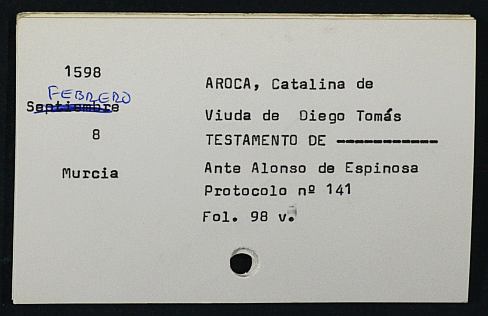 1598
FEBRERO
Septiembre
8
Murcia
AROCA, Catalina de
Viuda de Diego Tomás
TESTAMENTO DE -----------
Ante Alonso de Espinosa
Protocolo nº 141
Fol. 98 v.